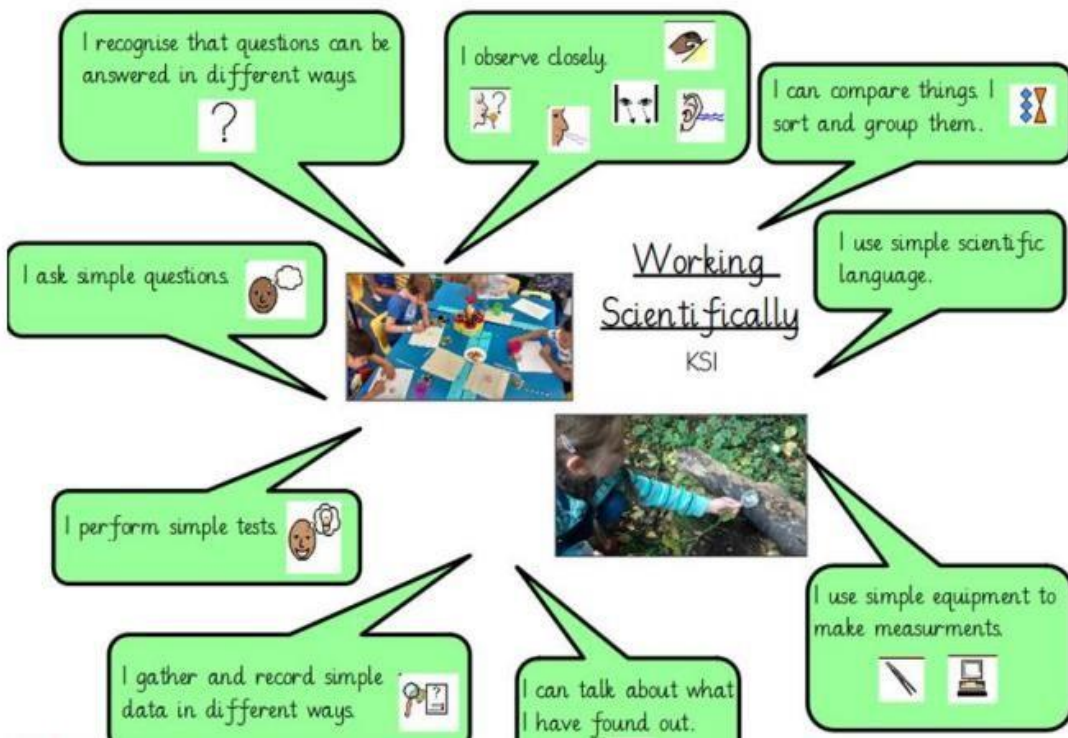 I recognise that questions can be
answered in different ways.
?
I observe closely.
?
I can compare things. I
sort and group them.
I ask simple questions.
Working
Scientifically
KS1
I use simple scientific
language.
I perform simple tests.
I use simple equipment to
make measurments.
I gather and record simple
data in different ways.
?
I can talk about what
I have found out.